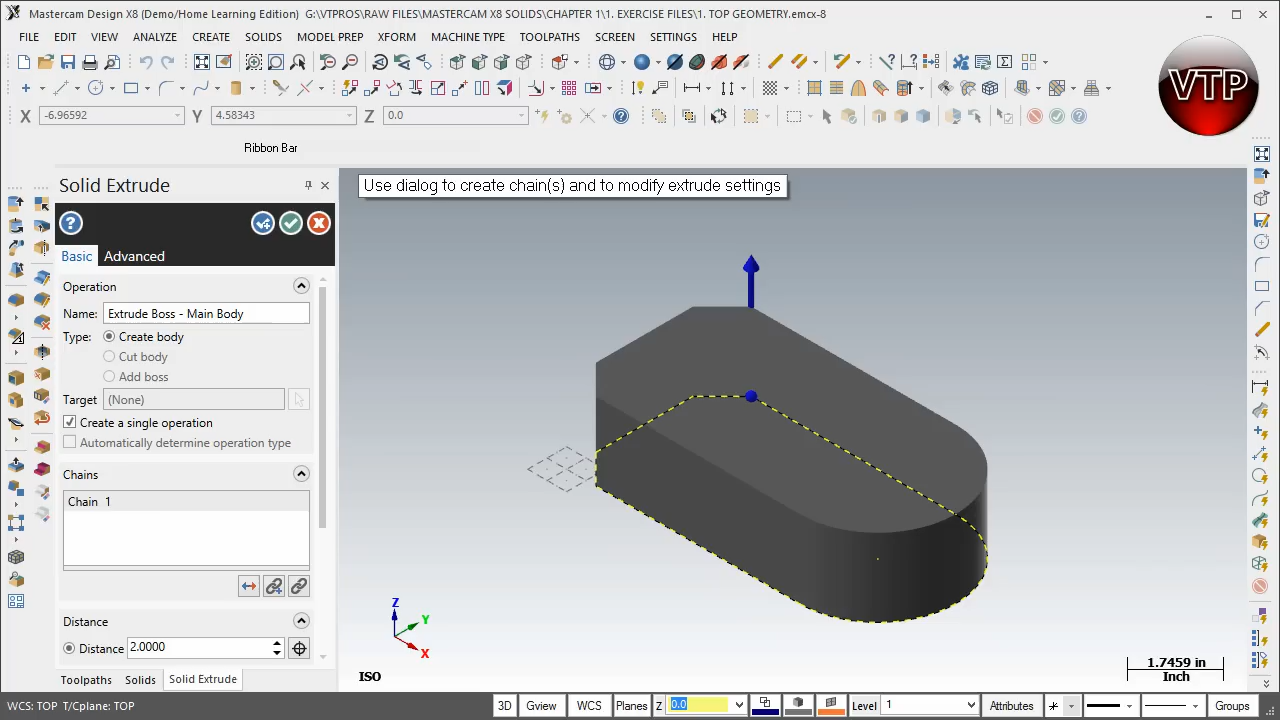 Mastercam Design X8 (Demo/Home Learning Edition) G:\VTPROS\RAW FILES\MASTERCAM X8 SOLIDS\CHAPTER 1\1. EXERCISE FILES\1. TOP GEOMETRY.emcx-8
FILE EDIT VIEW ANALYZE CREATE SOLIDS MODEL PREP XFORM MACHINE TYPE TOOLPATHS SCREEN SETTINGS HELP
VTP
X -6.96592 Y 4.58343 Z 0.0
Ribbon Bar
Solid Extrude
Use dialog to create chain(s) and to modify extrude settings
Basic Advanced
Operation
Name: Extrude Boss - Main Body
Type: Create body
Cut body
Add boss
Target (None)
Create a single operation
Automatically determine operation type
Chains
Chain 1
Distance
Distance 2.0000
Z
Y
X
Toolpaths Solids Solid Extrude
ISO
1.7459 in
Inch
WCS: TOP T/Cplane: TOP
3D Gview WCS Planes Z 0.0 Level 1 Attributes Groups